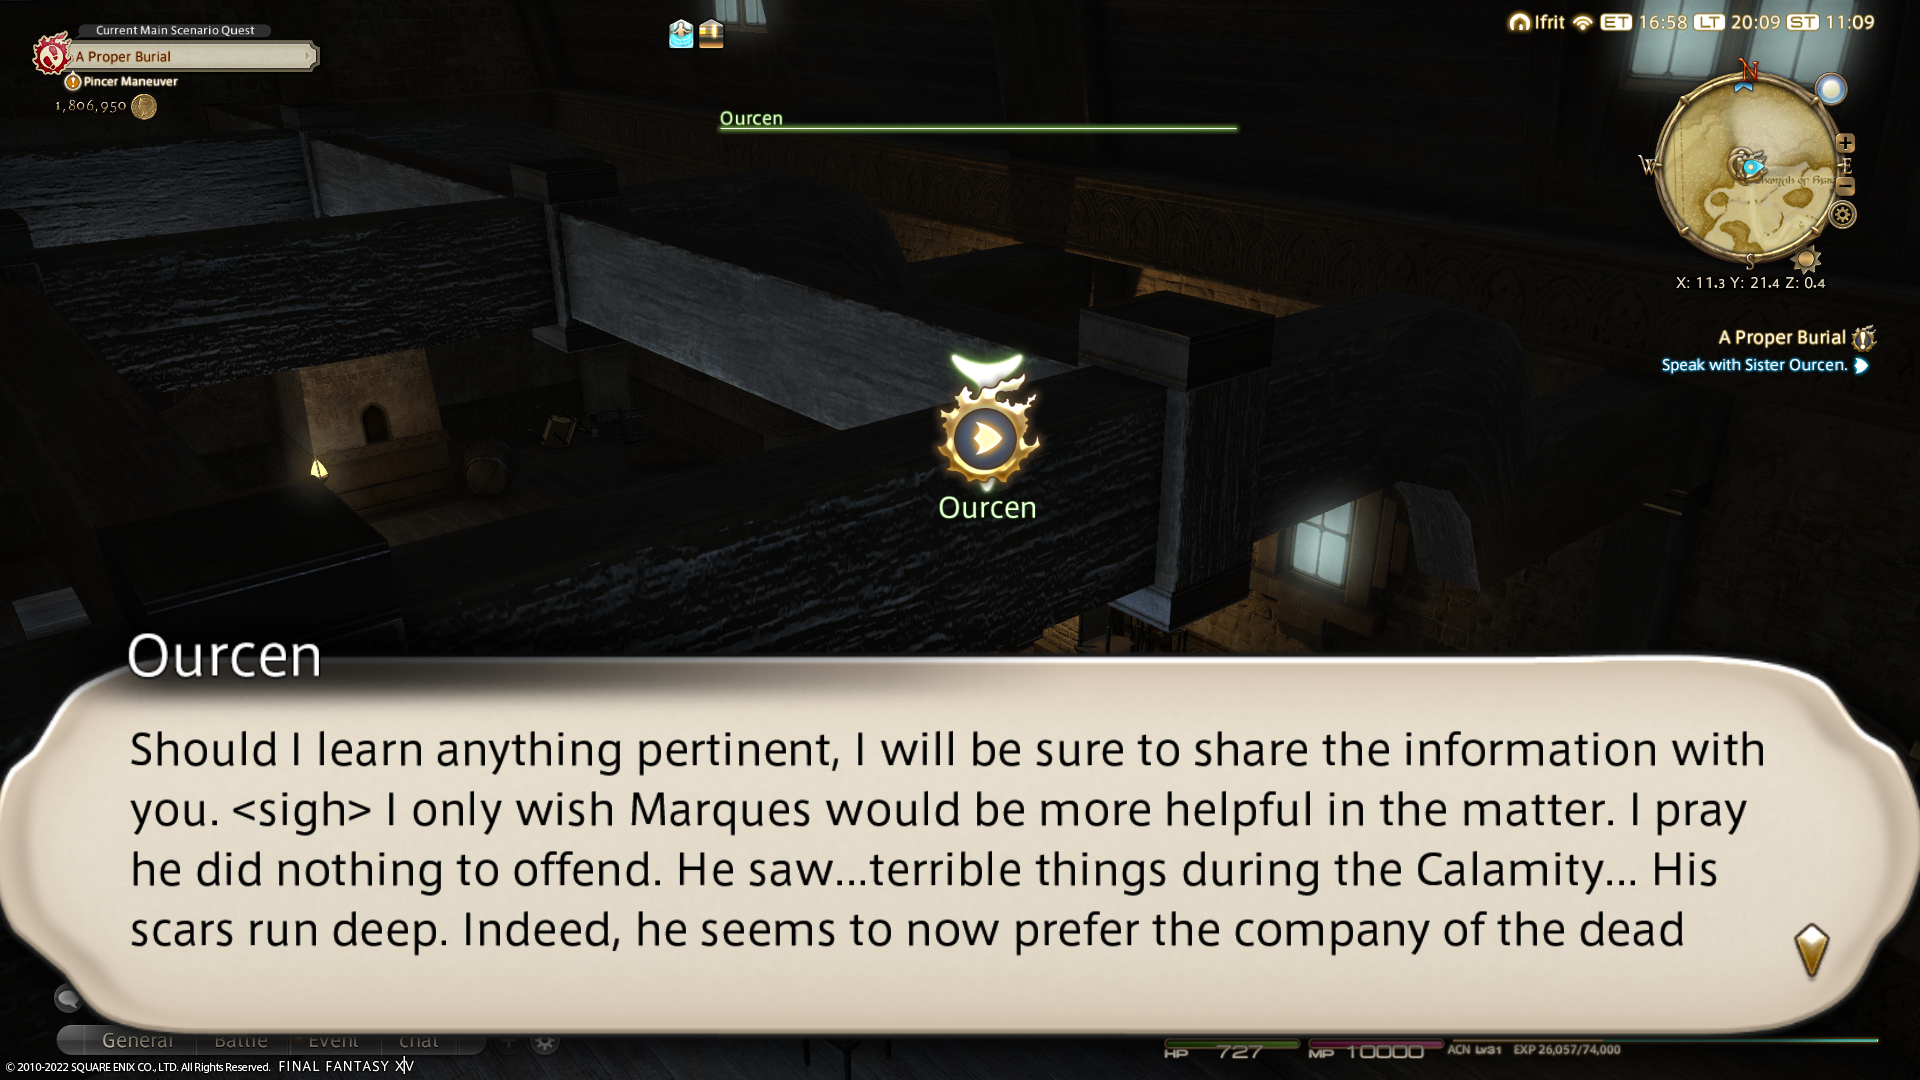 Current Main Scenario Quest
A Proper Burial
Pincer Maneuver
1,806,950
Ourcen
Ifrit ET 16:58 LT 20:09 ST 11:09
N
W
E
S
X: 11.3 Y: 21.4 Z: 0.4
A Proper Burial
Speak with Sister Ourcen.
Ourcen
Ourcen
Should I learn anything pertinent, I will be sure to share the information with
you. <sigh> I only wish Marques would be more helpful in the matter. I pray
he did nothing to offend. He saw...terrible things during the Calamity... His
scars run deep. Indeed, he seems to now prefer the company of the dead
General Battle Event chat
HP 727 MP 10000 ACN Lv31 EXP 26,057/74,000
© 2010-2022 SQUARE ENIX CO., LTD. All Rights Reserved. FINAL FANTASY XIV